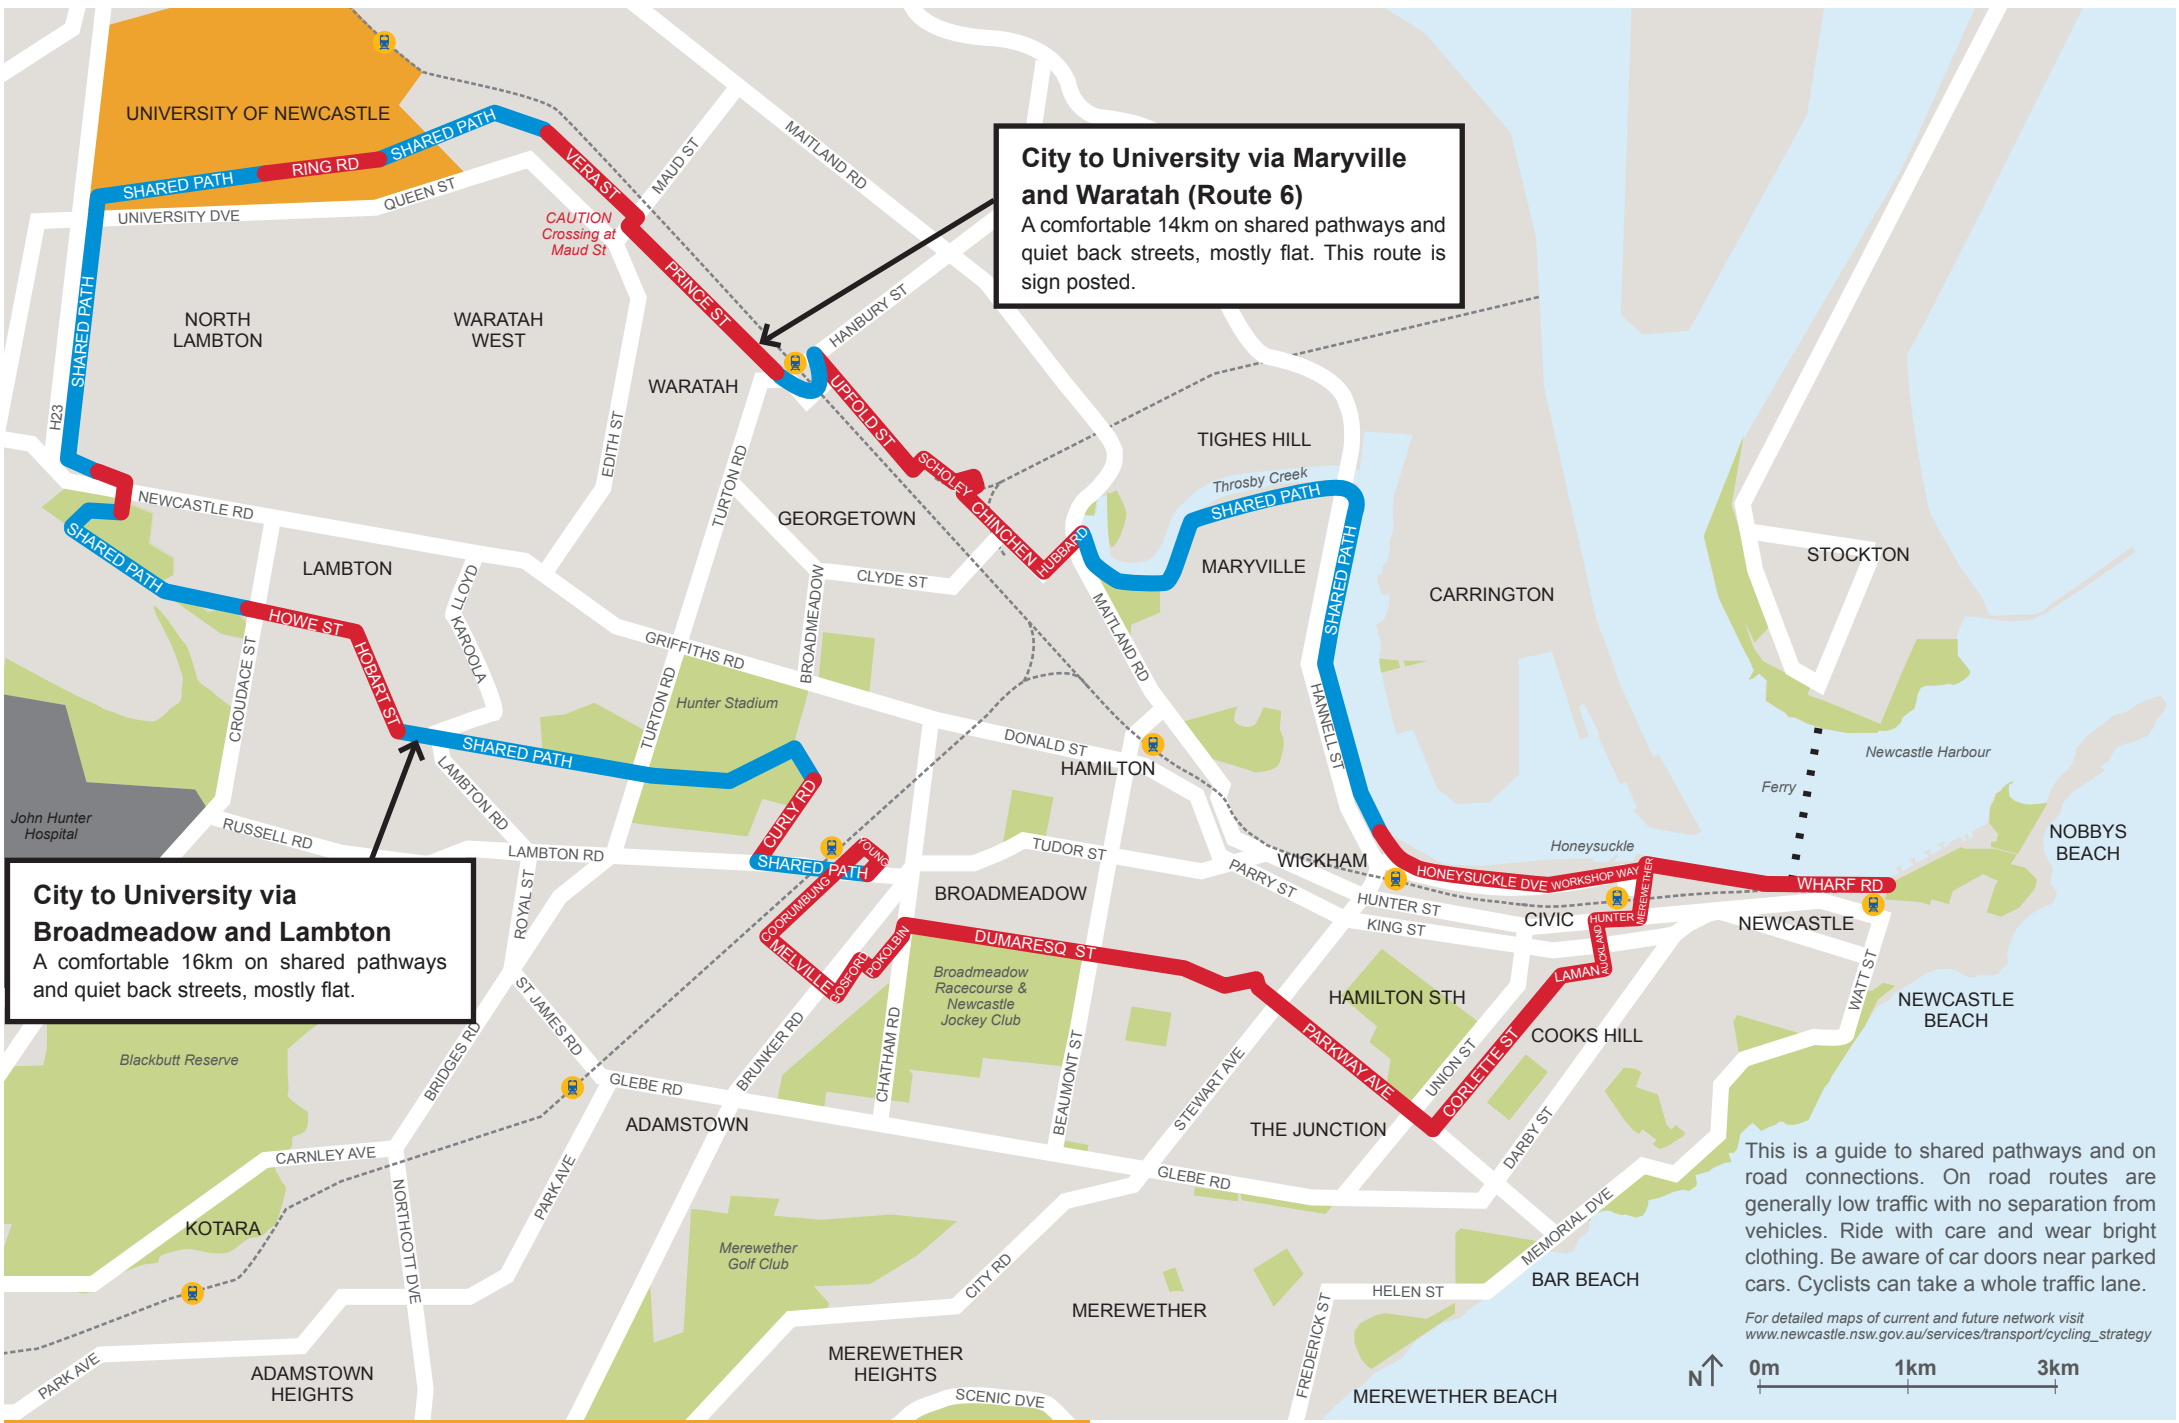 UNIVERSITY OF NEWCASTLE
SHARED PATH
RING RD
SHARED PATH
UNIVERSITY DVE
QUEEN ST
VERA ST
MAUD ST
MAITLAND RD
CAUTION
Crossing at
Maud St
City to University via Maryville
and Waratah (Route 6)
A comfortable 14km on shared pathways and
quiet back streets, mostly flat. This route is
sign posted.
SHARED PATH
H23
NORTH
LAMBTON
WARATAH
WEST
PRINCE ST
HANBURY ST
WARATAH
UPFOLD ST
EDITH ST
TURTON RD
SCHOLEY
CHINCHEN
HUBBARD
TIGHES HILL
Throsby Creek
SHARED PATH
SHARED PATH
MARYVILLE
CARRINGTON
STOCKTON
NEWCASTLE RD
SHARED PATH
LAMBTON
GEORGETOWN
CLYDE ST
BROADMEADOW
LLOYD
KAROOLA
HOWE ST
HOBART ST
CROUDACE ST
GRIFFITHS RD
TURTON RD
Hunter Stadium
MAITLAND RD
HANNELL ST
DONALD ST
HAMILTON
SHARED PATH
LAMBTON RD
CURLY RD
SHARED PATH
YOUNG
COORUMBUNG
MELVILLE
GOSFORD
POKOLBIN
John Hunter
Hospital
RUSSELL RD
LAMBTON RD
ROYAL ST
TUDOR ST
PARRY ST
WICKHAM
Honeysuckle
HONEYSUCKLE DVE
WORKSHOP WAY
MEREWETHER
WHARF RD
Ferry
Newcastle Harbour
NOBBYS
BEACH
City to University via
Broadmeadow and Lambton
A comfortable 16km on shared pathways
and quiet back streets, mostly flat.
BROADMEADOW
HUNTER ST
KING ST
CIVIC
HUNTER
AUCKLAND
LAMAN
NEWCASTLE
WATT ST
NEWCASTLE
BEACH
DUMARESQ ST
Broadmeadow
Racecourse &
Newcastle
Jockey Club
HAMILTON STH
COOKS HILL
PARKWAY AVE
UNION ST
CORLETTE ST
DARBY ST
Blackbutt Reserve
BRIDGES RD
ST JAMES RD
GLEBE RD
BRUNKER RD
CHATHAM RD
BEAUMONT ST
STEWART AVE
ADAMSTOWN
THE JUNCTION
GLEBE RD
CARNLEY AVE
NORTHCOTT DVE
PARK AVE
KOTARA
Merewether
Golf Club
CITY RD
MEMORIAL DVE
BAR BEACH
HELEN ST
FREDERICK ST
MEREWETHER
MEREWETHER
HEIGHTS
SCENIC DVE
MEREWETHER BEACH
PARK AVE
ADAMSTOWN
HEIGHTS
This is a guide to shared pathways and on
road connections. On road routes are
generally low traffic with no separation from
vehicles. Ride with care and wear bright
clothing. Be aware of car doors near parked
cars. Cyclists can take a whole traffic lane.
For detailed maps of current and future network visit
www.newcastle.nsw.gov.au/services/transport/cycling_strategy
N
0m 1km 3km